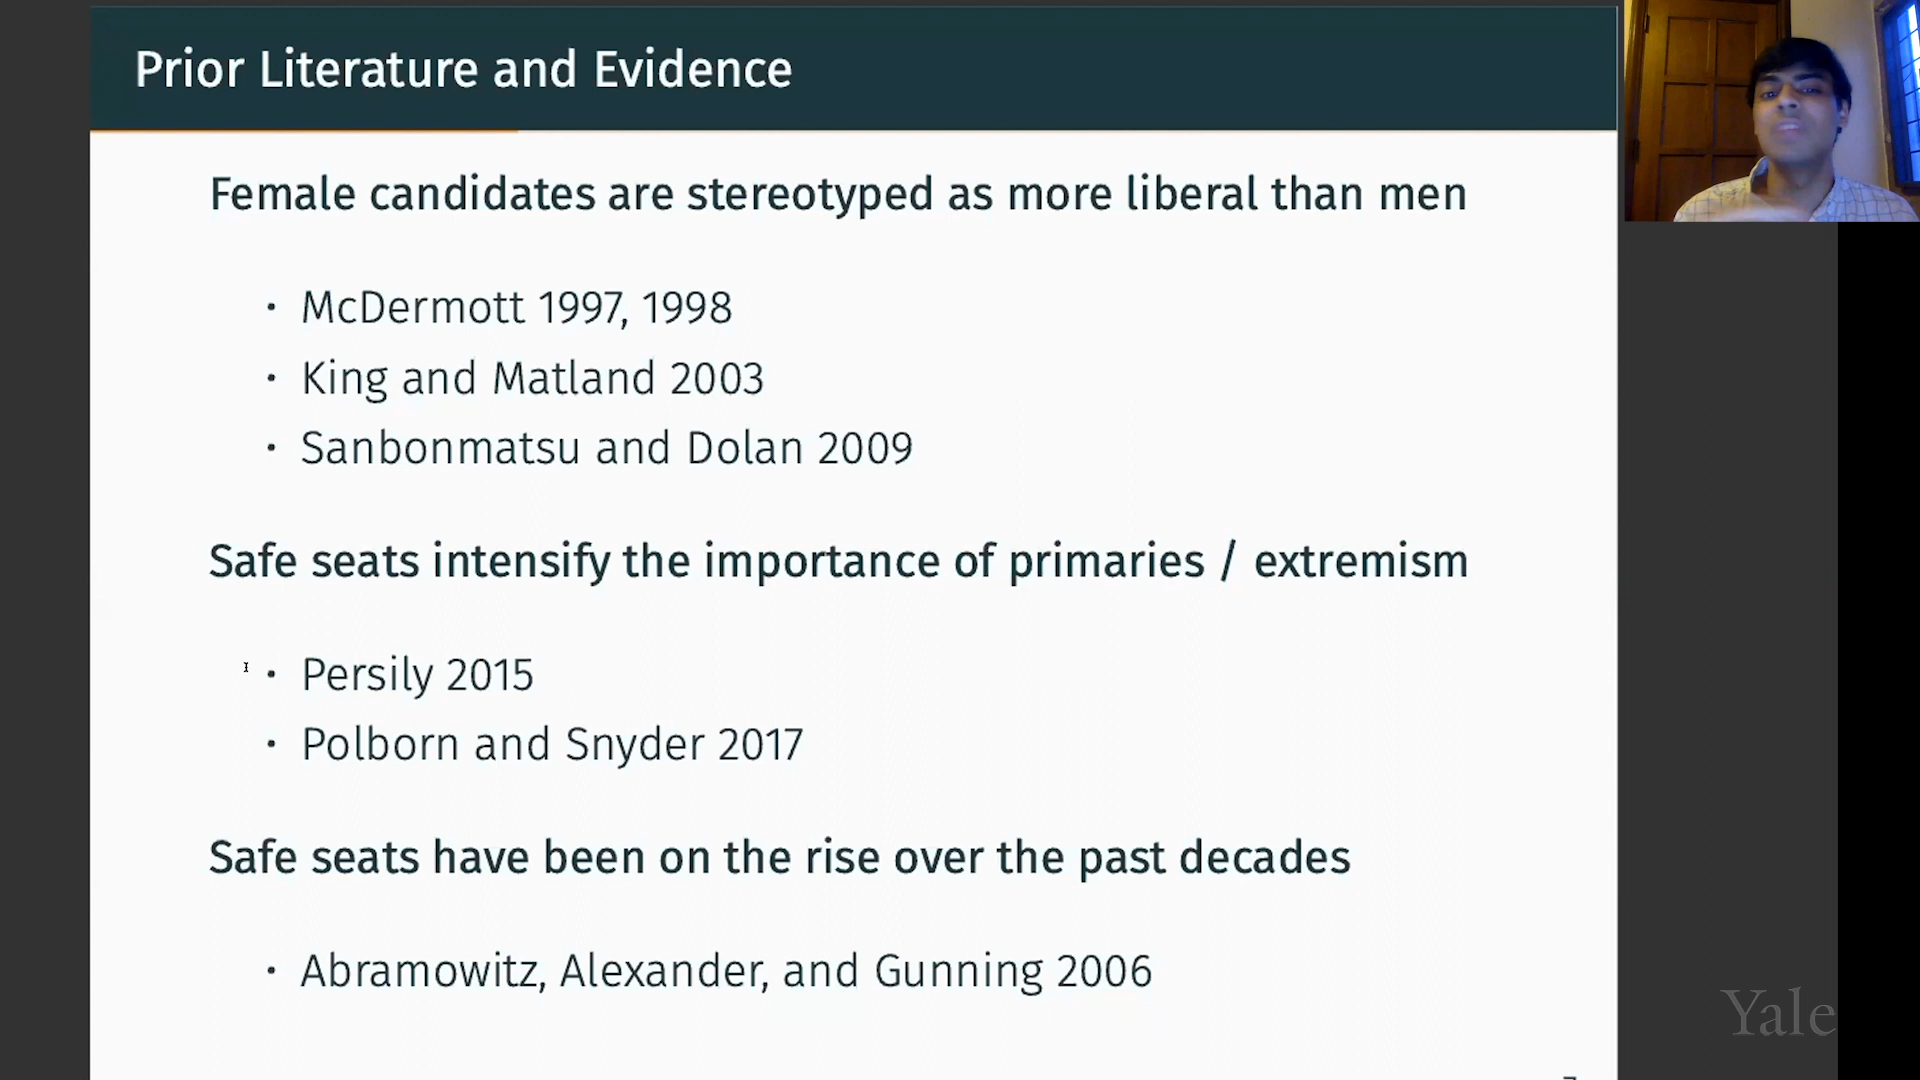 Prior Literature and Evidence
Female candidates are stereotyped as more liberal than men
· McDermott 1997, 1998
· King and Matland 2003
· Sanbonmatsu and Dolan 2009
Safe seats intensify the importance of primaries / extremism
· Persily 2015
· Polborn and Snyder 2017
Safe seats have been on the rise over the past decades
· Abramowitz, Alexander, and Gunning 2006
Yale